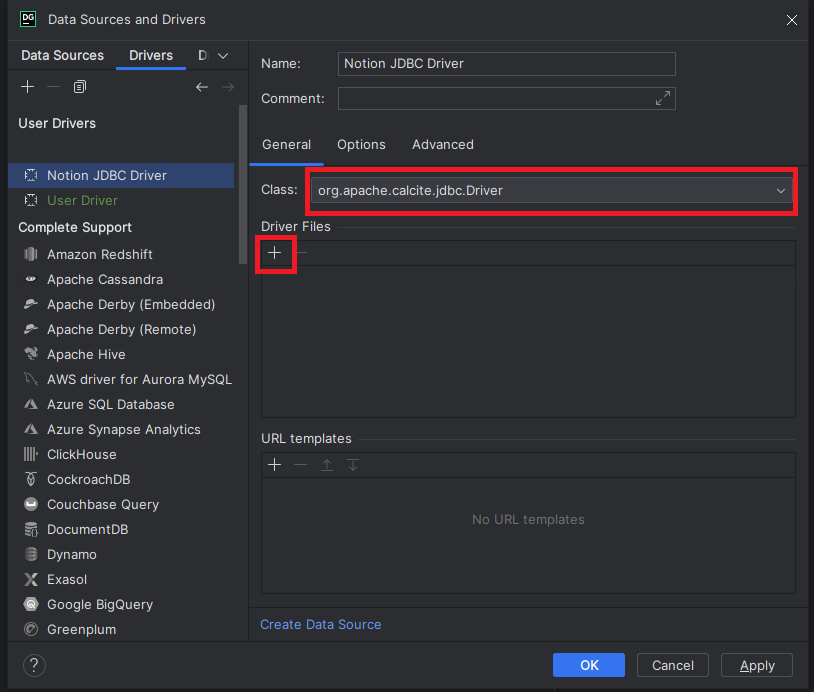 DG
Data Sources and Drivers
Data Sources
Drivers
D
User Drivers
Notion JDBC Driver
User Driver
Complete Support
Amazon Redshift
Apache Cassandra
Apache Derby (Embedded)
Apache Derby (Remote)
Apache Hive
AWS driver for Aurora MySQL
Azure SQL Database
Azure Synapse Analytics
ClickHouse
CockroachDB
Couchbase Query
DocumentDB
Dynamo
Exasol
Google BigQuery
Greenplum
Name: Notion JDBC Driver
Comment:
General Options Advanced
Class: org.apache.calcite.jdbc.Driver
Driver Files
URL templates
No URL templates
Create Data Source
?
OK Cancel Apply